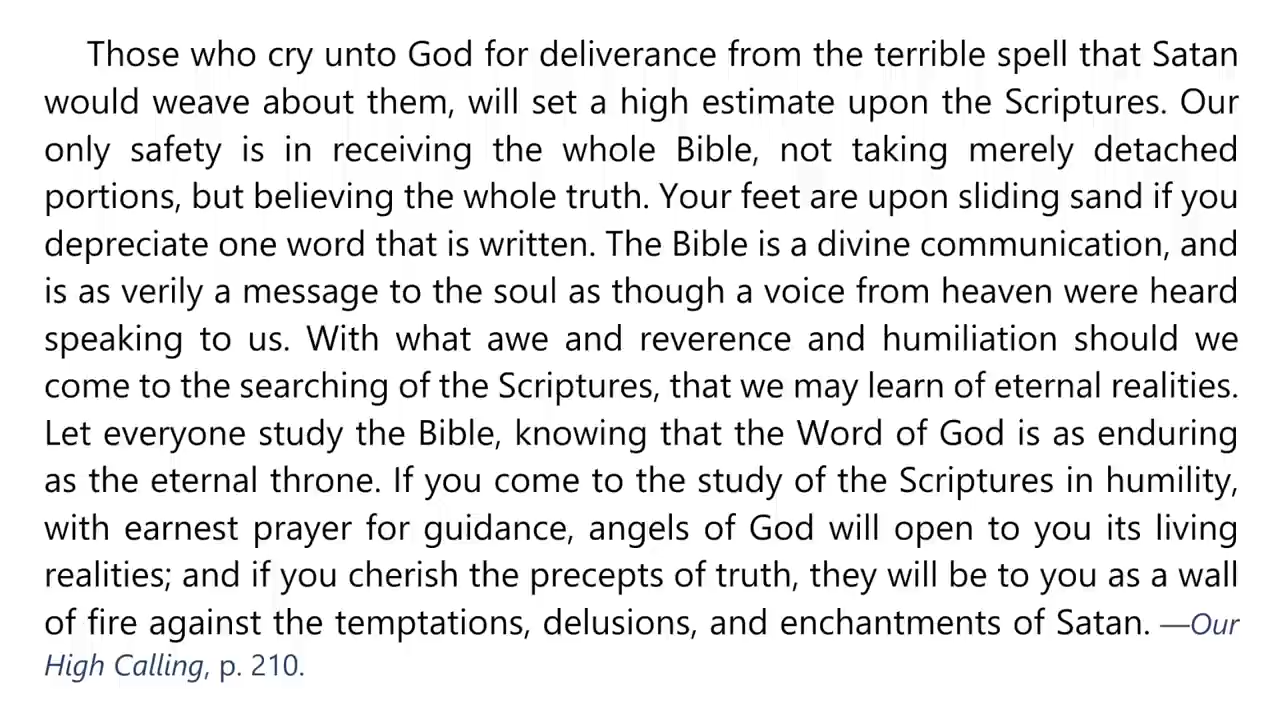 Those who cry unto God for deliverance from the terrible spell that Satan
would weave about them, will set a high estimate upon the Scriptures. Our
only safety is in receiving the whole Bible, not taking merely detached
portions, but believing the whole truth. Your feet are upon sliding sand if you
depreciate one word that is written. The Bible is a divine communication, and
is as verily a message to the soul as though a voice from heaven were heard
speaking to us. With what awe and reverence and humiliation should we
come to the searching of the Scriptures, that we may learn of eternal realities.
Let everyone study the Bible, knowing that the Word of God is as enduring
as the eternal throne. If you come to the study of the Scriptures in humility,
with earnest prayer for guidance, angels of God will open to you its living
realities; and if you cherish the precepts of truth, they will be to you as a wall
of fire against the temptations, delusions, and enchantments of Satan. —Our
High Calling, p. 210.